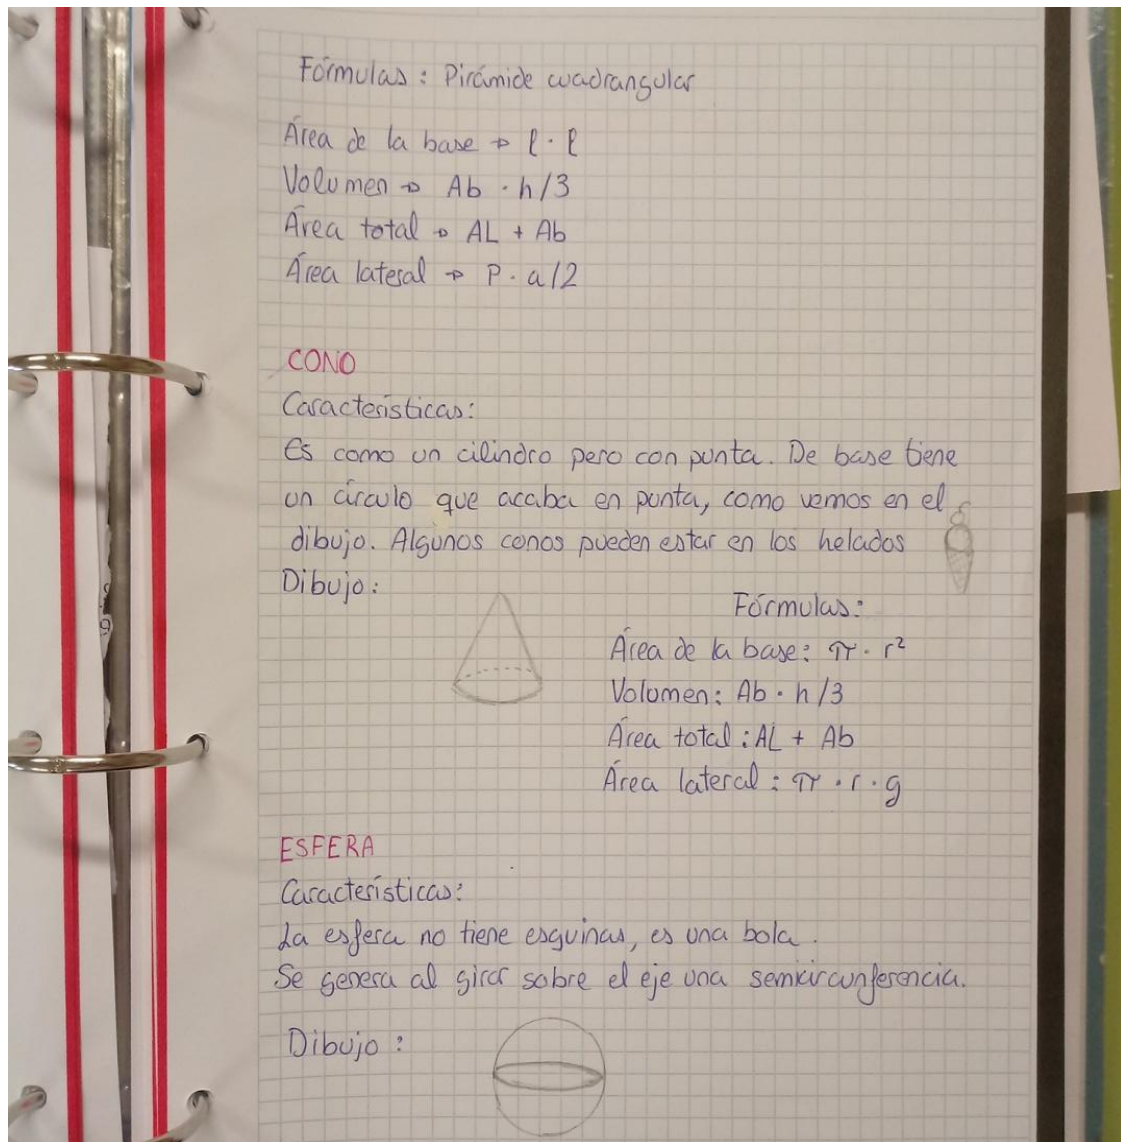 Fórmulas: Pirámide cuadrangular
Área de la base → l · l
Volumen → Ab · h/3
Área total → AL + Ab
Área lateral → P · a/2
CONO
Características:
Es como un cilindro pero con punta. De base tiene
un círculo que acaba en punta, como vemos en el
dibujo. Algunos conos pueden estar en los helados
Dibujo:
Fórmulas:
Área de la base: π · r²
Volumen: Ab · h/3
Área total: AL + Ab
Área lateral: π · r · g
ESFERA
Características:
La esfera no tiene esquinas, es una bola.
Se genera al girar sobre el eje una semicircunferencia.
Dibujo: